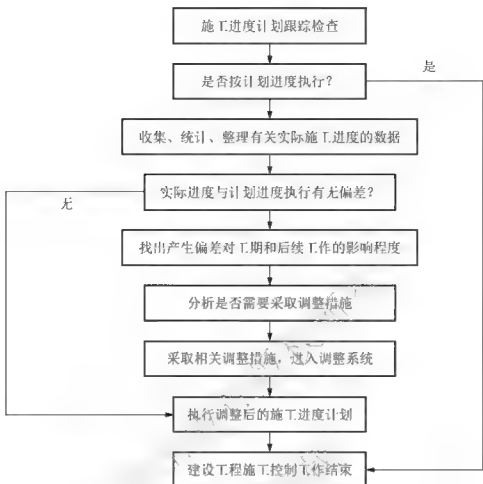 施工进度计划跟踪检查
是
是否按计划进度执行？
收集、统计、整理有关实际施工进度的数据
实际进度与计划进度执行有无偏差？
无
找出产生偏差对工期和后续工作的影响程度
分析是否需要采取调整措施
采取相关调整措施，进入调整系统
执行调整后的施工进度计划
建设工程施工控制工作结束